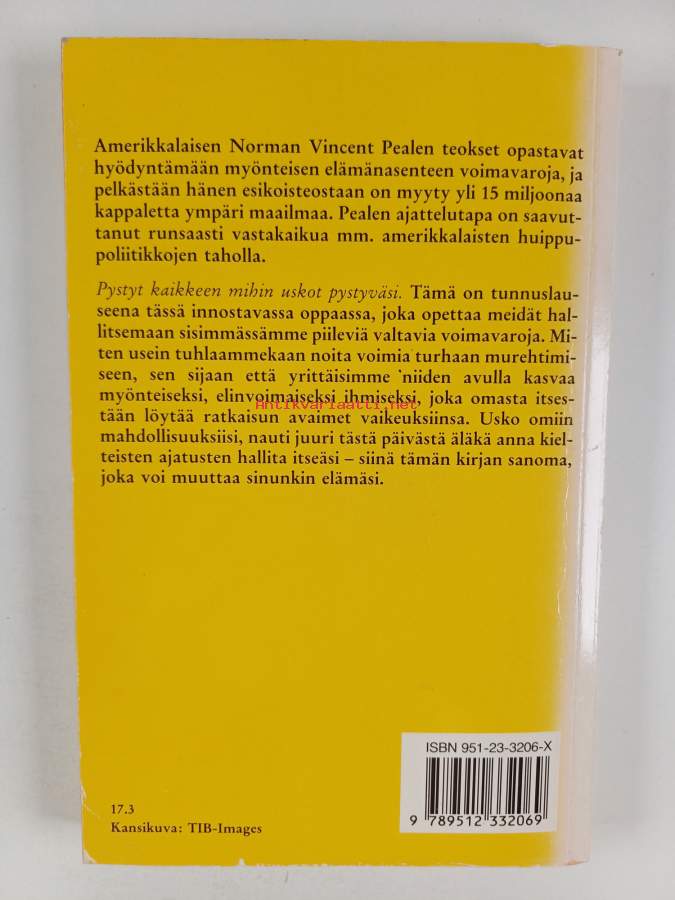 Amerikkalaisen Norman Vincent Pealen teokset opastavat
hyödyntämään myönteisen elämänasenteen voimavaroja, ja
pelkästään hänen esikoisteostaan on myyty yli 15 miljoonaa
kappaletta ympäri maailmaa. Pealen ajattelutapa on saavut-
tanut runsaasti vastakaikua mm. amerikkalaisten huippu-
poliitikkojen taholla.
Pystyt kaikkeen mihin uskot pystyväsi. Tämä on tunnuslau-
seena tässä innostavassa oppaassa, joka opettaa meidät hal-
litsemaan sisimmässämme piileviä valtavia voimavaroja. Mi-
ten usein tuhlaammekaan noita voimia turhaan murehtimi-
seen, sen sijaan että yrittäisimme niiden avulla kasvaa
myönteiseksi, elinvoimaiseksi ihmiseksi, joka omasta itses-
Antikvariaatti.net
tään löytää ratkaisun avaimet vaikeuksiinsa. Usko omiin
mahdollisuuksiisi, nauti juuri tästä päivästä äläkä anna kiel-
teisten ajatusten hallita itseäsi – siinä tämän kirjan sanoma,
joka voi muuttaa sinunkin elämäsi.
ISBN 951-23-3206-X
9 789512 332069
17.3
Kansikuva: TIB-Images